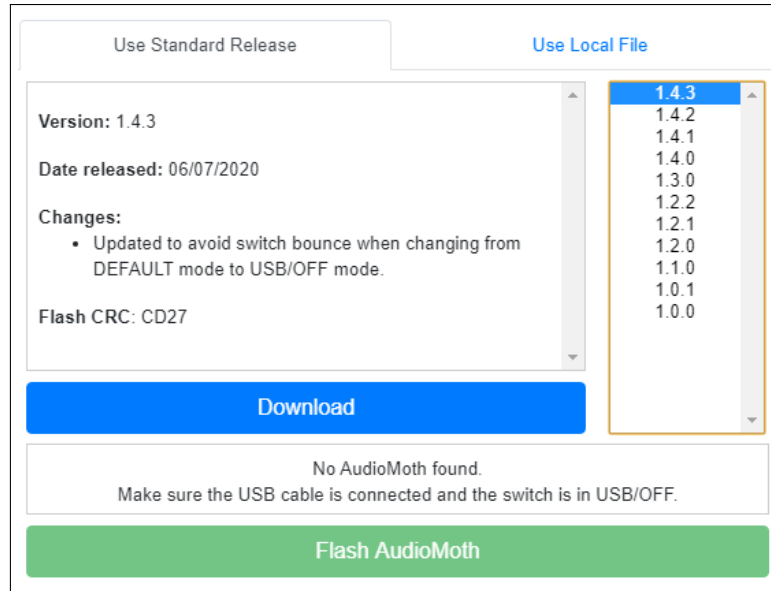 Use Standard Release
Use Local File
Version: 1.4.3
Date released: 06/07/2020
Changes:
• Updated to avoid switch bounce when changing from
DEFAULT mode to USB/OFF mode.
Flash CRC: CD27
1.4.3
1.4.2
1.4.1
1.4.0
1.3.0
1.2.2
1.2.1
1.2.0
1.1.0
1.0.1
1.0.0
Download
No AudioMoth found.
Make sure the USB cable is connected and the switch is in USB/OFF.
Flash AudioMoth